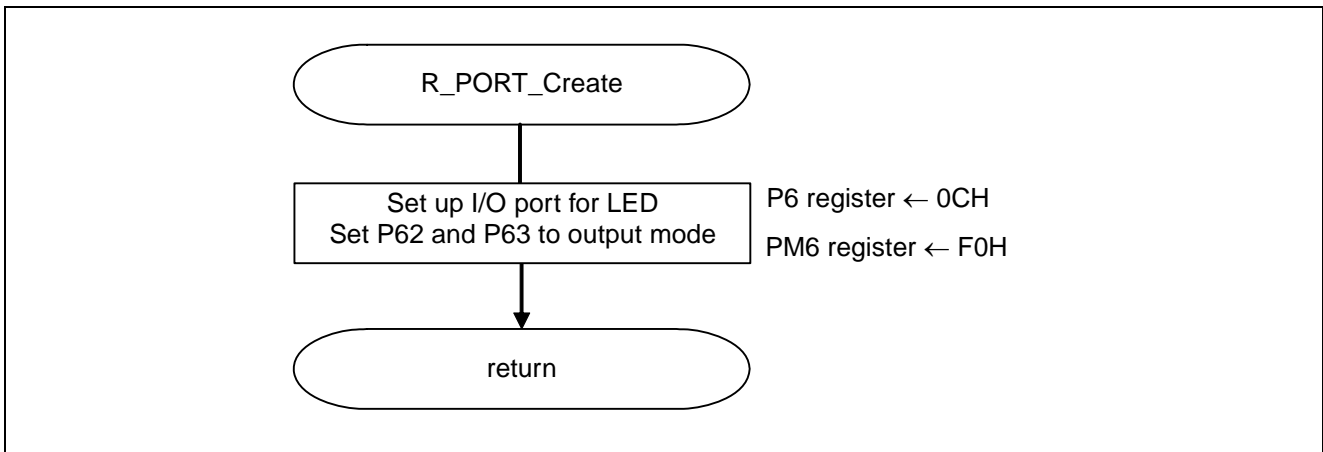 R_PORT_Create
Set up I/O port for LED
Set P62 and P63 to output mode
P6 register ← 0CH
PM6 register ← F0H
return